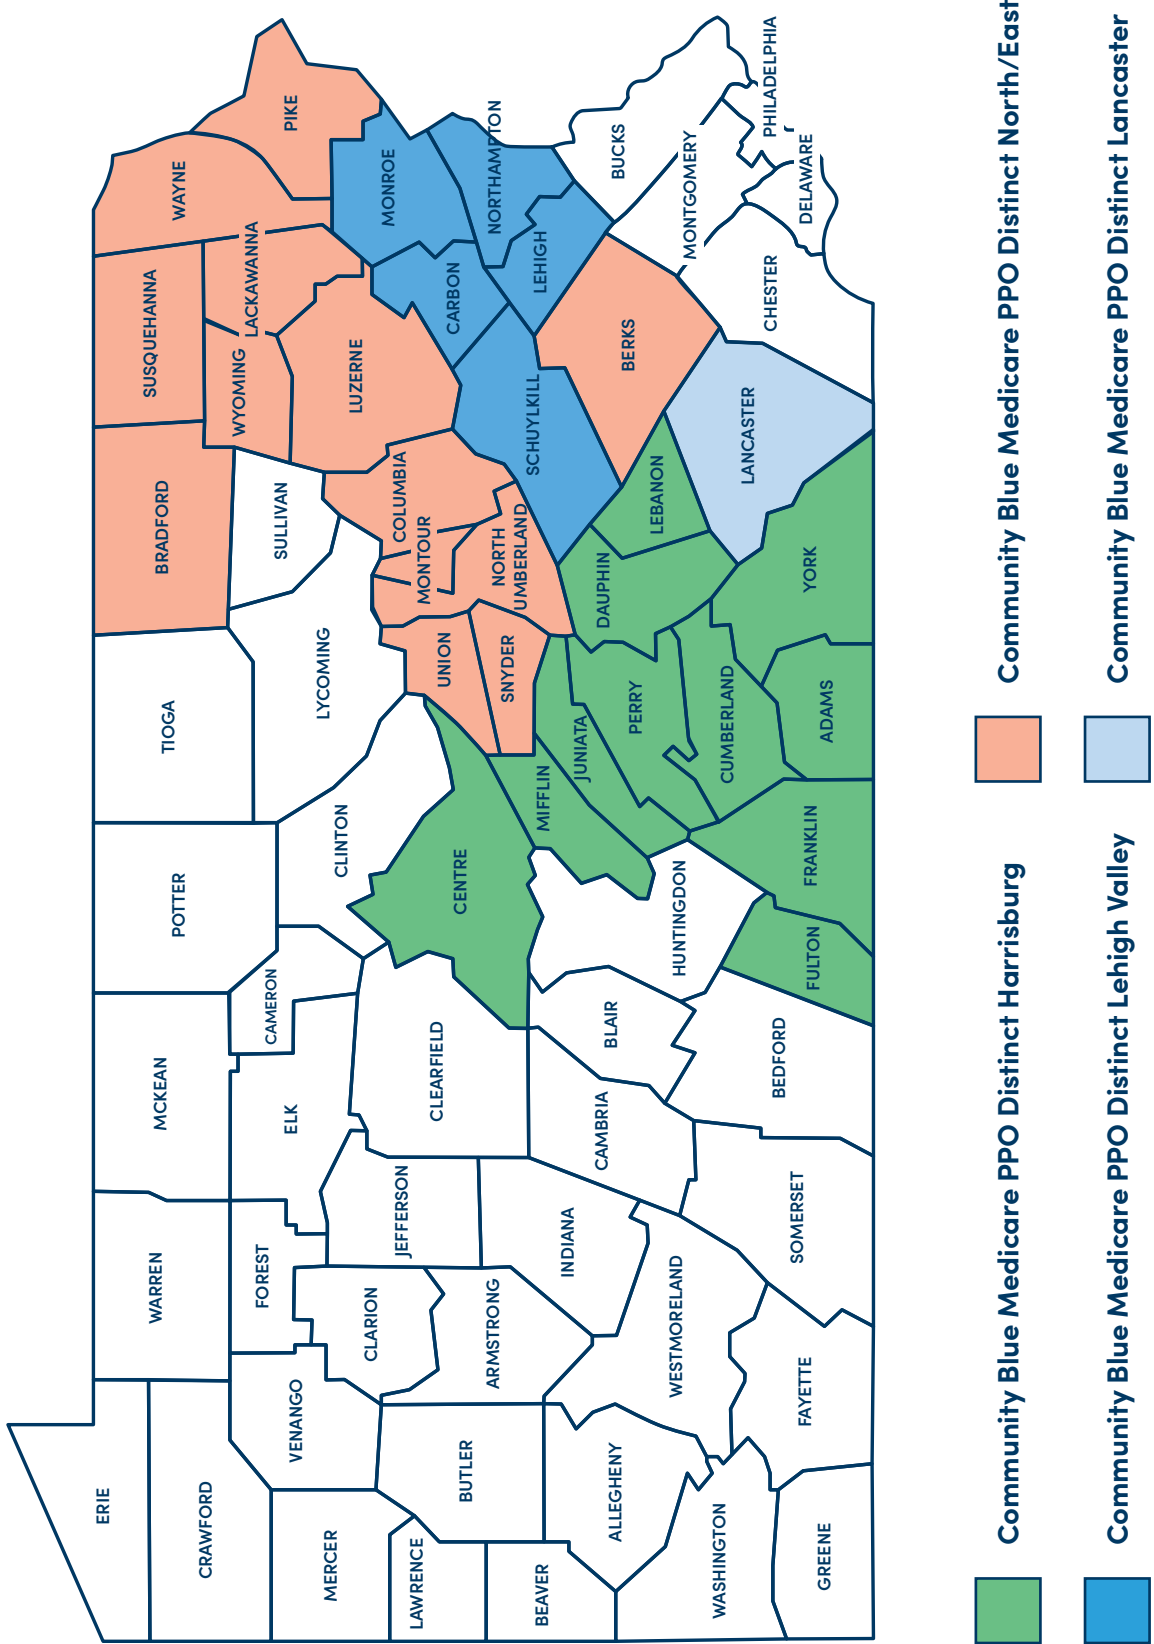 ERIE
CRAWFORD
WARREN
MCKEAN
POTTER
TIOGA
BRADFORD
SUSQUEHANNA
WAYNE
MERCER
VENANGO
FOREST
ELK
CAMERON
CLINTON
LYCOMING
SULLIVAN
WYOMING
LACKAWANNA
PIKE
LAWRENCE
BUTLER
CLARION
JEFFERSON
CLEARFIELD
CENTRE
UNION
MONTOUR
COLUMBIA
LUZERNE
MONROE
BEAVER
ARMSTRONG
INDIANA
MIFFLIN
SNYDER
NORTH
UMBERLAND
SCHUYLKILL
CARBON
LEHIGH
NORTHAMPTON
ALLEGHENY
WESTMORELAND
CAMBRIA
BLAIR
HUNTINGDON
JUNIATA
PERRY
DAUPHIN
LEBANON
BERKS
BUCKS
MONTGOMERY
PHILADELPHIA
WASHINGTON
GREENE
FAYETTE
SOMERSET
BEDFORD
FULTON
FRANKLIN
CUMBERLAND
ADAMS
YORK
LANCASTER
CHESTER
DELAWARE
Community Blue Medicare PPO Distinct Harrisburg
Community Blue Medicare PPO Distinct North/East
Community Blue Medicare PPO Distinct Lehigh Valley
Community Blue Medicare PPO Distinct Lancaster